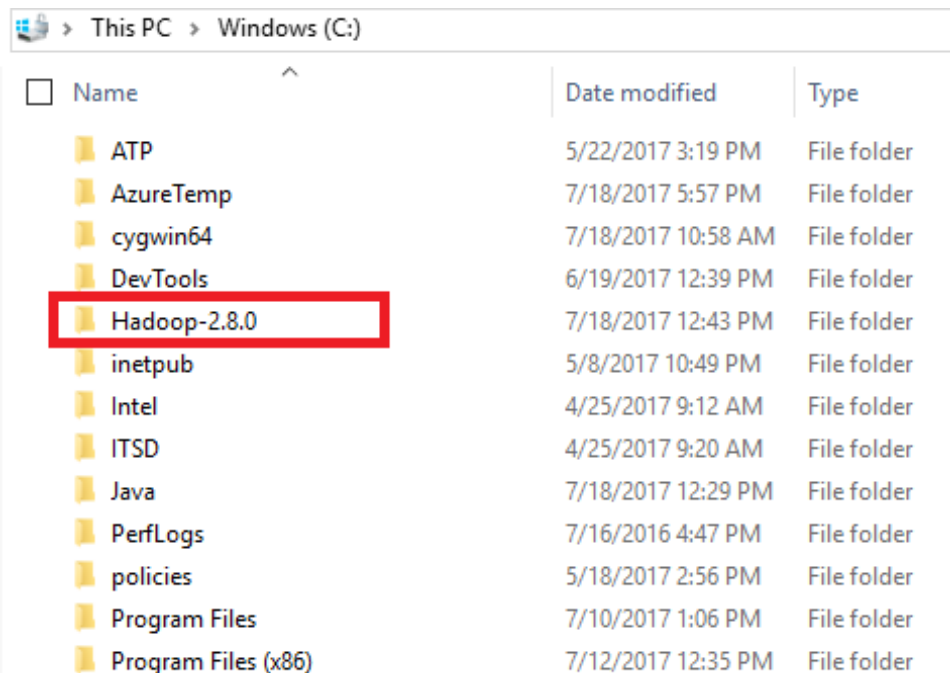 This PC > Windows (C:)
Name Date modified Type
ATP 5/22/2017 3:19 PM File folder
AzureTemp 7/18/2017 5:57 PM File folder
cygwin64 7/18/2017 10:58 AM File folder
DevTools 6/19/2017 12:39 PM File folder
Hadoop-2.8.0 7/18/2017 12:43 PM File folder
inetpub 5/8/2017 10:49 PM File folder
Intel 4/25/2017 9:12 AM File folder
ITSD 4/25/2017 9:20 AM File folder
Java 7/18/2017 12:29 PM File folder
PerfLogs 7/16/2016 4:47 PM File folder
policies 5/18/2017 2:56 PM File folder
Program Files 7/10/2017 1:06 PM File folder
Program Files (x86) 7/12/2017 12:35 PM File folder